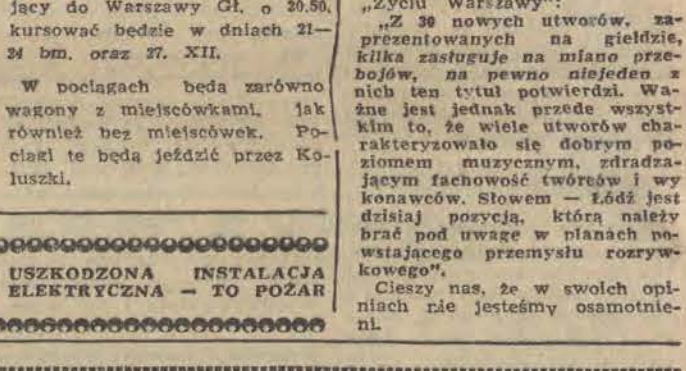 jący do Warszawy Gł. o 20.50,
kursować będzie w dniach 21—
24 bm. oraz 27. XII.
W pociągach będa zarówno
wagony z miejscówkami, jak
również bez miejscówek. Po-
ciągi te będą jeździć przez Ko-
luszki.
USZKODZONA INSTALACJA
ELEKTRYCZNA — TO POŻAR
„Życiu Warszawy":
„Z 30 nowych utworów, za-
prezentowanych na giełdzie,
kilka zasługuje na miano prze-
bojów, na pewno niejeden z
nich ten tytuł potwierdzi. Wa-
żne jest jednak przede wszyst-
kim to, że wiele utworów cha-
rakteryzowało się dobrym po-
ziomem muzycznym, zdradza-
jącym fachowość twórców i wy
konawców. Słowem — Łódź jest
dzisiaj pozycją, którą należy
brać pod uwagę w planach po-
wstającego przemysłu rozryw-
kowego".
Cieszy nas, że w swoich opi-
niach nie jesteśmy osamotnie-
ni.